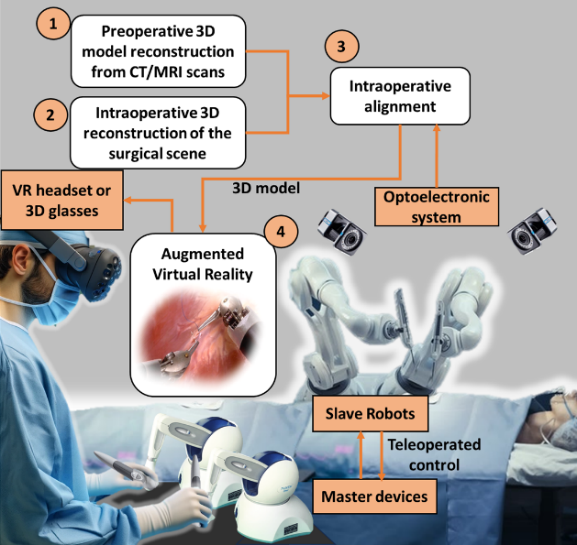 1
Preoperative 3D
model reconstruction
from CT/MRI scans
2
Intraoperative 3D
reconstruction of the
surgical scene
3
Intraoperative
alignment
VR headset or
3D glasses
3D model
Optoelectronic
system
4
Augmented
Virtual Reality
Slave Robots
Teleoperated
control
Master devices